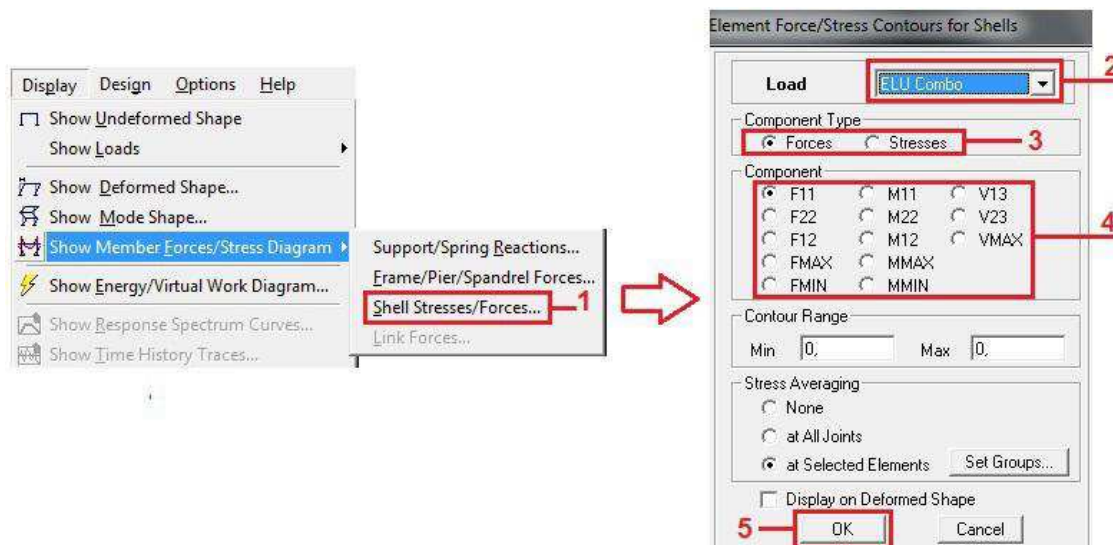 Display Design Options Help
Show Undeformed Shape
Show Loads
Show Deformed Shape...
Show Mode Shape...
Show Member Forces/Stress Diagram
Show Energy/Virtual Work Diagram...
Show Response Spectrum Curves...
Show Time History Traces...
Support/Spring Reactions...
Frame/Pier/Spandrel Forces...
Shell Stresses/Forces... 1
Link Forces...
Element Force/Stress Contours for Shells
Load ELU Combo 2
Component Type
Forces Stresses 3
Component
F11 M11 V13
F22 M22 V23
F12 M12 VMAX 4
FMAX MMAX
FMIN MMIN
Contour Range
Min 0, Max 0,
Stress Averaging
None
at All Joints
at Selected Elements Set Groups...
Display on Deformed Shape
5 OK Cancel